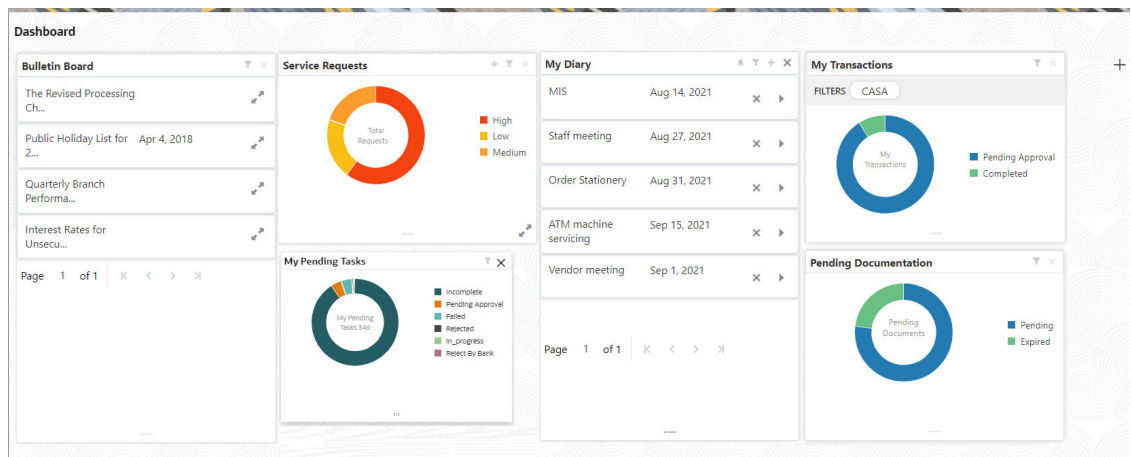 Dashboard
Bulletin Board
The Revised Processing
Ch...
Public Holiday List for Apr 4, 2018
2...
Quarterly Branch
Performa...
Interest Rates for
Unsecu...
Page 1 of 1
Service Requests
Total
Requests
High
Low
Medium
My Pending Tasks
My Pending
Tasks 540
Incomplete
Pending Approval
Failed
Rejected
In_progress
Reject By Bank
My Diary
MIS Aug 14, 2021
Staff meeting Aug 27, 2021
Order Stationery Aug 31, 2021
ATM machine Sep 15, 2021
servicing
Vendor meeting Sep 1, 2021
Page 1 of 1
My Transactions
FILTERS CASA
My
Transactions
Pending Approval
Completed
Pending Documentation
Pending
Documents
Pending
Expired